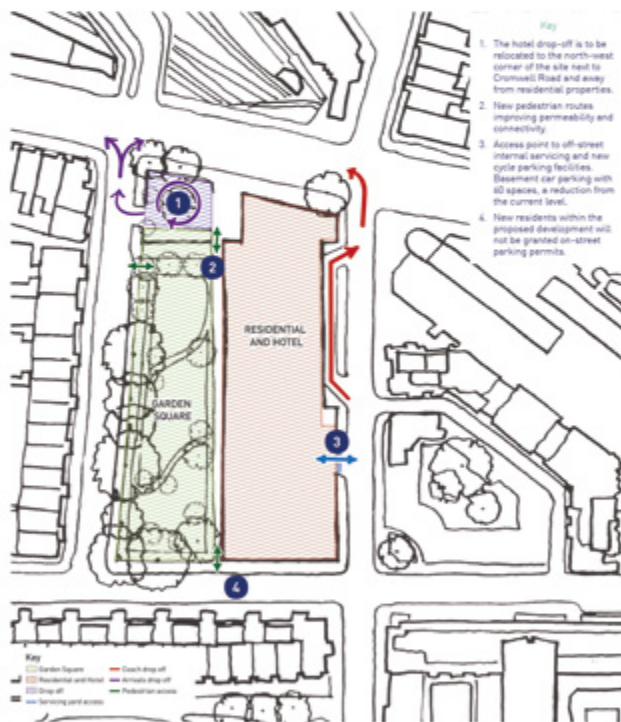 Key
1. The hotel drop-off is to be
relocated to the north-west
corner of the site next to
Cromwell Road and away
from residential properties.
2. New pedestrian routes
improving permeability and
connectivity.
3. Access point to off-street
internal servicing and new
cycle parking facilities.
Basement car parking with
60 spaces, a reduction from
the current level.
4. New residents within the
proposed development will
not be granted on-street
parking permits.
1
2
RESIDENTIAL
AND HOTEL
GARDEN
SQUARE
3
4
Key
Garden Square
Coach drop off
Residential and Hotel
Arrivals drop off
Drop off
Pedestrian access
Servicing yard access